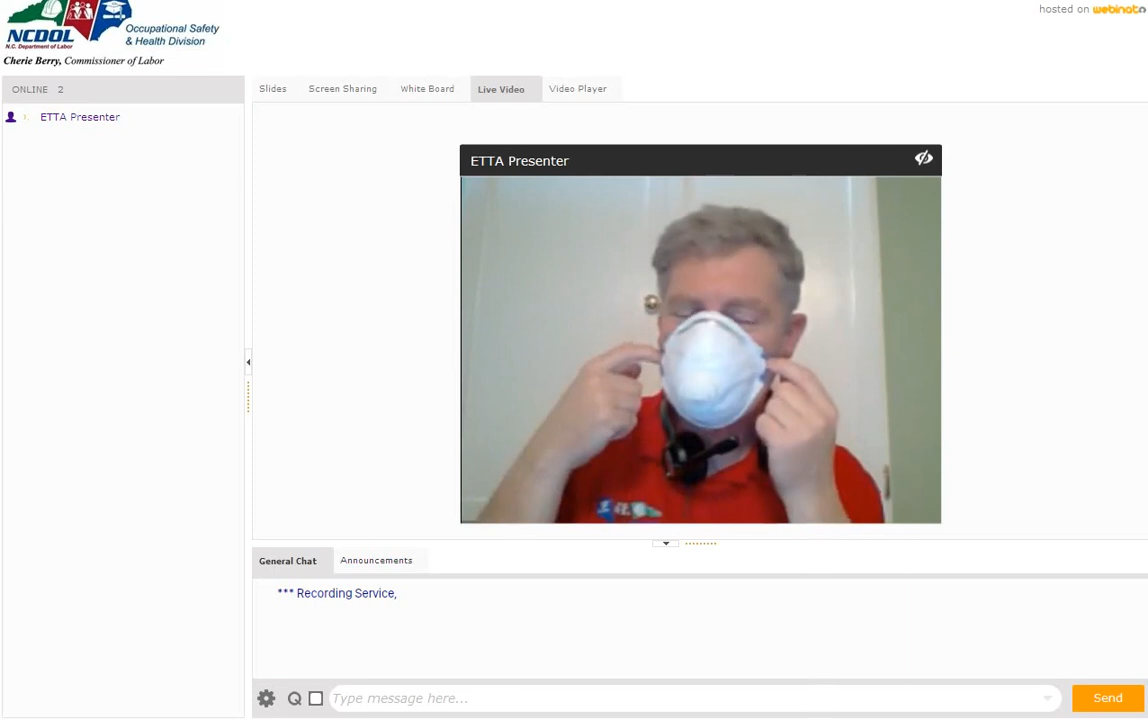 NCDOL
N.C. Department of Labor
Occupational Safety
& Health Division
Cherie Berry, Commissioner of Labor
hosted on webinato
ONLINE 2
ETTA Presenter
Slides
Screen Sharing
White Board
Live Video
Video Player
ETTA Presenter
General Chat
Announcements
*** Recording Service,
Q
Type message here...
Send